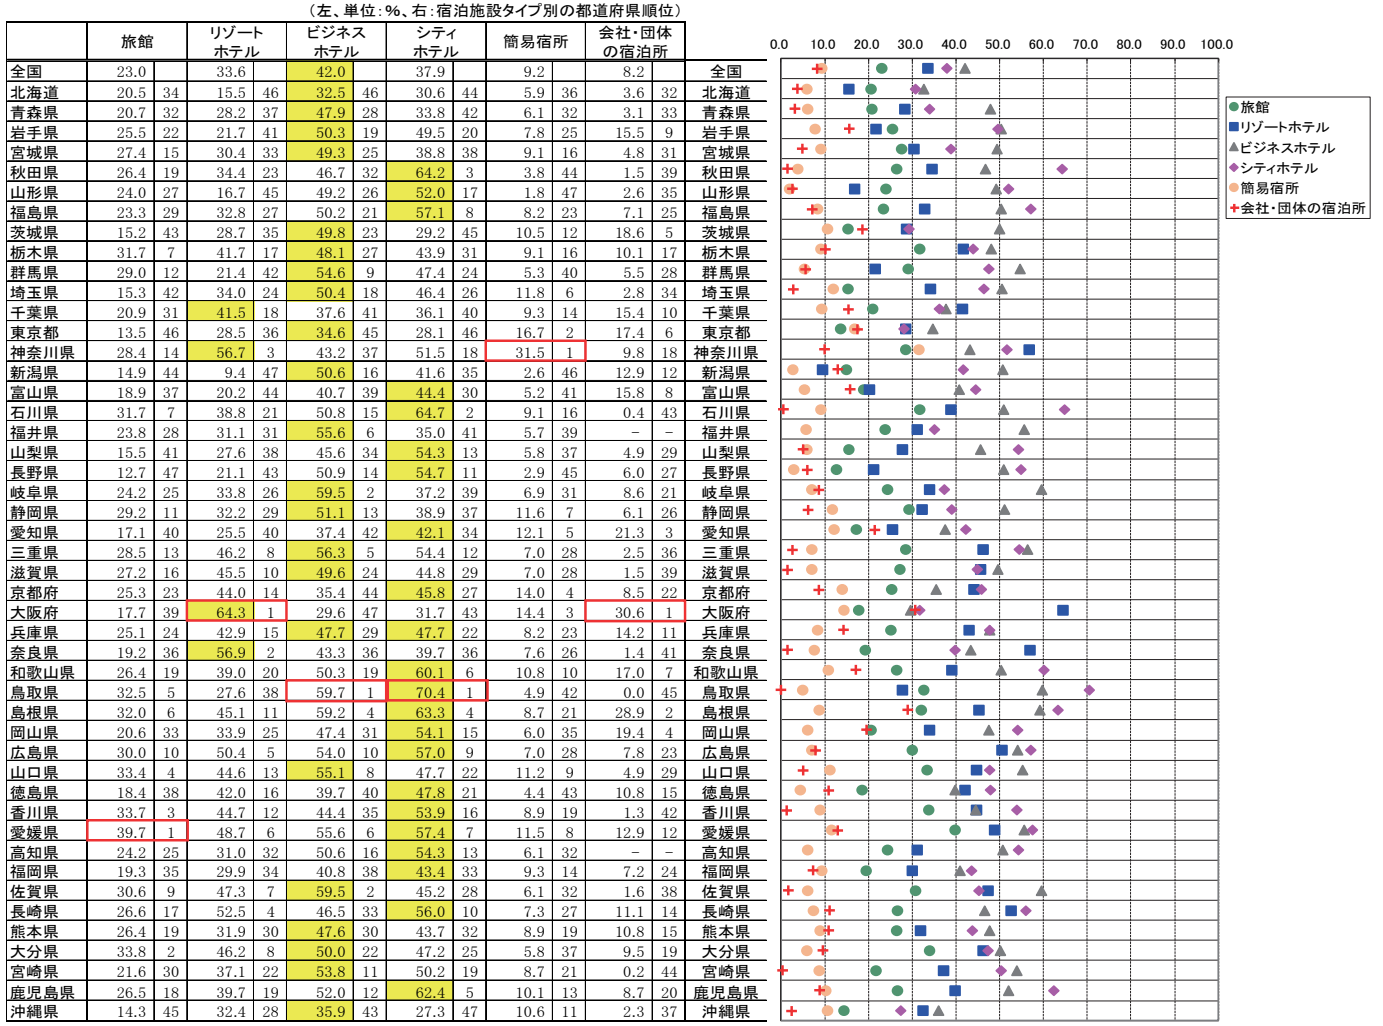 （左、単位：％、右：宿泊施設タイプ別の都道府県順位）
旅館 リゾートホテル ビジネスホテル シティホテル 簡易宿所 会社・団体の宿泊所
0.0 10.0 20.0 30.0 40.0 50.0 60.0 70.0 80.0 90.0 100.0
全国 23.0 33.6 42.0 37.9 9.2 8.2 全国
北海道 20.5 34 15.5 46 32.5 46 30.6 44 5.9 36 3.6 32 北海道
青森県 20.7 32 28.2 37 47.9 28 33.8 42 6.1 32 3.1 33 青森県
岩手県 25.5 22 21.7 41 50.3 19 49.5 20 7.8 25 15.5 9 岩手県
宮城県 27.4 15 30.4 33 49.3 25 38.8 38 9.1 16 4.8 31 宮城県
秋田県 26.4 19 34.4 23 46.7 32 64.2 3 3.8 44 1.5 39 秋田県
山形県 24.0 27 16.7 45 49.2 26 52.0 17 1.8 47 2.6 35 山形県
福島県 23.3 29 32.8 27 50.2 21 57.1 8 8.2 23 7.1 25 福島県
茨城県 15.2 43 28.7 35 49.8 23 29.2 45 10.5 12 18.6 5 茨城県
栃木県 31.7 7 41.7 17 48.1 27 43.9 31 9.1 16 10.1 17 栃木県
群馬県 29.0 12 21.4 42 54.6 9 47.4 24 5.3 40 5.5 28 群馬県
埼玉県 15.3 42 34.0 24 50.4 18 46.4 26 11.8 6 2.8 34 埼玉県
千葉県 20.9 31 41.5 18 37.6 41 36.1 40 9.3 14 15.4 10 千葉県
東京都 13.5 46 28.5 36 34.6 45 28.1 46 16.7 2 17.4 6 東京都
神奈川県 28.4 14 56.7 3 43.2 37 51.5 18 31.5 1 9.8 18 神奈川県
新潟県 14.9 44 9.4 47 50.6 16 41.6 35 2.6 46 12.9 12 新潟県
富山県 18.9 37 20.2 44 40.7 39 44.4 30 5.2 41 15.8 8 富山県
石川県 31.7 7 38.8 21 50.8 15 64.7 2 9.1 16 0.4 43 石川県
福井県 23.8 28 31.1 31 55.6 6 35.0 41 5.7 39 － － 福井県
山梨県 15.5 41 27.6 38 45.6 34 54.3 13 5.8 37 4.9 29 山梨県
長野県 12.7 47 21.1 43 50.9 14 54.7 11 2.9 45 6.0 27 長野県
岐阜県 24.2 25 33.8 26 59.5 2 37.2 39 6.9 31 8.6 21 岐阜県
静岡県 29.2 11 32.2 29 51.1 13 38.9 37 11.6 7 6.1 26 静岡県
愛知県 17.1 40 25.5 40 37.4 42 42.1 34 12.1 5 21.3 3 愛知県
三重県 28.5 13 46.2 8 56.3 5 54.4 12 7.0 28 2.5 36 三重県
滋賀県 27.2 16 45.5 10 49.6 24 44.8 29 7.0 28 1.5 39 滋賀県
京都府 25.3 23 44.0 14 35.4 44 45.8 27 14.0 4 8.5 22 京都府
大阪府 17.7 39 64.3 1 29.6 47 31.7 43 14.4 3 30.6 1 大阪府
兵庫県 25.1 24 42.9 15 47.7 29 47.7 22 8.2 23 14.2 11 兵庫県
奈良県 19.2 36 56.9 2 43.3 36 39.7 36 7.6 26 1.4 41 奈良県
和歌山県 26.4 19 39.0 20 50.3 19 60.1 6 10.8 10 17.0 7 和歌山県
鳥取県 32.5 5 27.6 38 59.7 1 70.4 1 4.9 42 0.0 45 鳥取県
島根県 32.0 6 45.1 11 59.2 4 63.3 4 8.7 21 28.9 2 島根県
岡山県 20.6 33 33.9 25 47.4 31 54.1 15 6.0 35 19.4 4 岡山県
広島県 30.0 10 50.4 5 54.0 10 57.0 9 7.0 28 7.8 23 広島県
山口県 33.4 4 44.6 13 55.1 8 47.7 22 11.2 9 4.9 29 山口県
徳島県 18.4 38 42.0 16 39.7 40 47.8 21 4.4 43 10.8 15 徳島県
香川県 33.7 3 44.7 12 44.4 35 53.9 16 8.9 19 1.3 42 香川県
愛媛県 39.7 1 48.7 6 55.6 6 57.4 7 11.5 8 12.9 12 愛媛県
高知県 24.2 25 31.0 32 50.6 16 54.3 13 6.1 32 － － 高知県
福岡県 19.3 35 29.9 34 40.8 38 43.4 33 9.3 14 7.2 24 福岡県
佐賀県 30.6 9 47.3 7 59.5 2 45.2 28 6.1 32 1.6 38 佐賀県
長崎県 26.6 17 52.5 4 46.5 33 56.0 10 7.3 27 11.1 14 長崎県
熊本県 26.4 19 31.9 30 47.6 30 43.7 32 8.9 19 10.8 15 熊本県
大分県 33.8 2 46.2 8 50.0 22 47.2 25 5.8 37 9.5 19 大分県
宮崎県 21.6 30 37.1 22 53.8 11 50.2 19 8.7 21 0.2 44 宮崎県
鹿児島県 26.5 18 39.7 19 52.0 12 62.4 5 10.1 13 8.7 20 鹿児島県
沖縄県 14.3 45 32.4 28 35.9 43 27.3 47 10.6 11 2.3 37 沖縄県
旅館
リゾートホテル
ビジネスホテル
シティホテル
簡易宿所
会社・団体の宿泊所